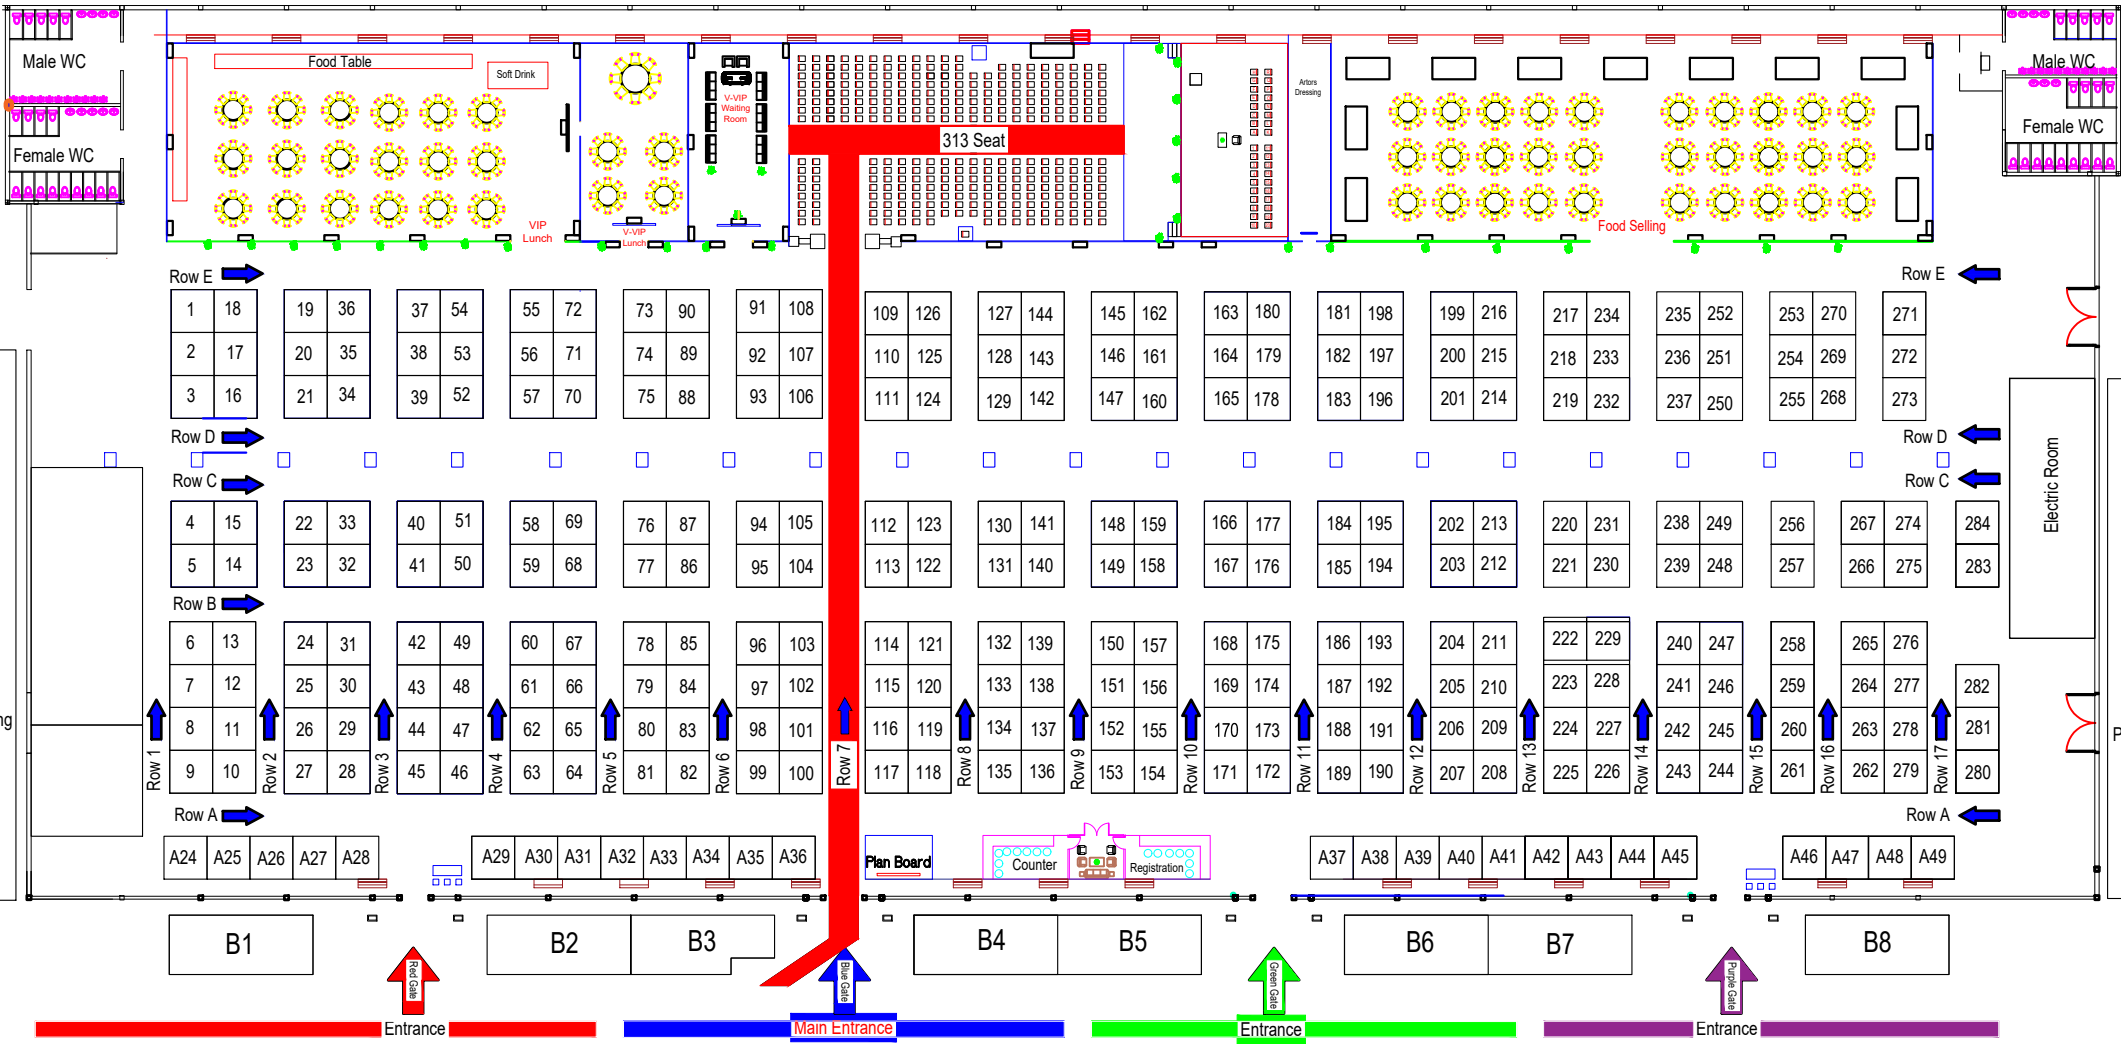 Male WC
Female WC
Food Table
Soft Drink
VIP
Lunch
V-VIP
Lunch
V-VIP
Waiting
Room
313 Seat
Artors
Dressing
Food Selling
Male WC
Female WC
Row E
Row E
1 18 19 36 37 54 55 72 73 90 91 108 109 126 127 144 145 162 163 180 181 198 199 216 217 234 235 252 253 270 271
2 17 20 35 38 53 56 71 74 89 92 107 110 125 128 143 146 161 164 179 182 197 200 215 218 233 236 251 254 269 272
3 16 21 34 39 52 57 70 75 88 93 106 111 124 129 142 147 160 165 178 183 196 201 214 219 232 237 250 255 268 273
Row D
Row D
Row C
Row C
Electric Room
4 15 22 33 40 51 58 69 76 87 94 105 112 123 130 141 148 159 166 177 184 195 202 213 220 231 238 249 256 267 274 284
5 14 23 32 41 50 59 68 77 86 95 104 113 122 131 140 149 158 167 176 185 194 203 212 221 230 239 248 257 266 275 283
Row B
6 13 24 31 42 49 60 67 78 85 96 103 114 121 132 139 150 157 168 175 186 193 204 211 222 229 240 247 258 265 276
7 12 25 30 43 48 61 66 79 84 97 102 115 120 133 138 151 156 169 174 187 192 205 210 223 228 241 246 259 264 277 282
8 11 26 29 44 47 62 65 80 83 98 101 116 119 134 137 152 155 170 173 188 191 206 209 224 227 242 245 260 263 278 281
9 10 27 28 45 46 63 64 81 82 99 100 117 118 135 136 153 154 171 172 189 190 207 208 225 226 243 244 261 262 279 280
Row 1 Row 2 Row 3 Row 4 Row 5 Row 6 Row 7 Row 8 Row 9 Row 10 Row 11 Row 12 Row 13 Row 14 Row 15 Row 16 Row 17
Row A
Row A
A24 A25 A26 A27 A28 A29 A30 A31 A32 A33 A34 A35 A36
Plan Board
Counter
Registration
A37 A38 A39 A40 A41 A42 A43 A44 A45 A46 A47 A48 A49
B1 B2 B3 B4 B5 B6 B7 B8
Red Gate
Blue Gate
Green Gate
Purple Gate
Entrance
Main Entrance
Entrance
Entrance